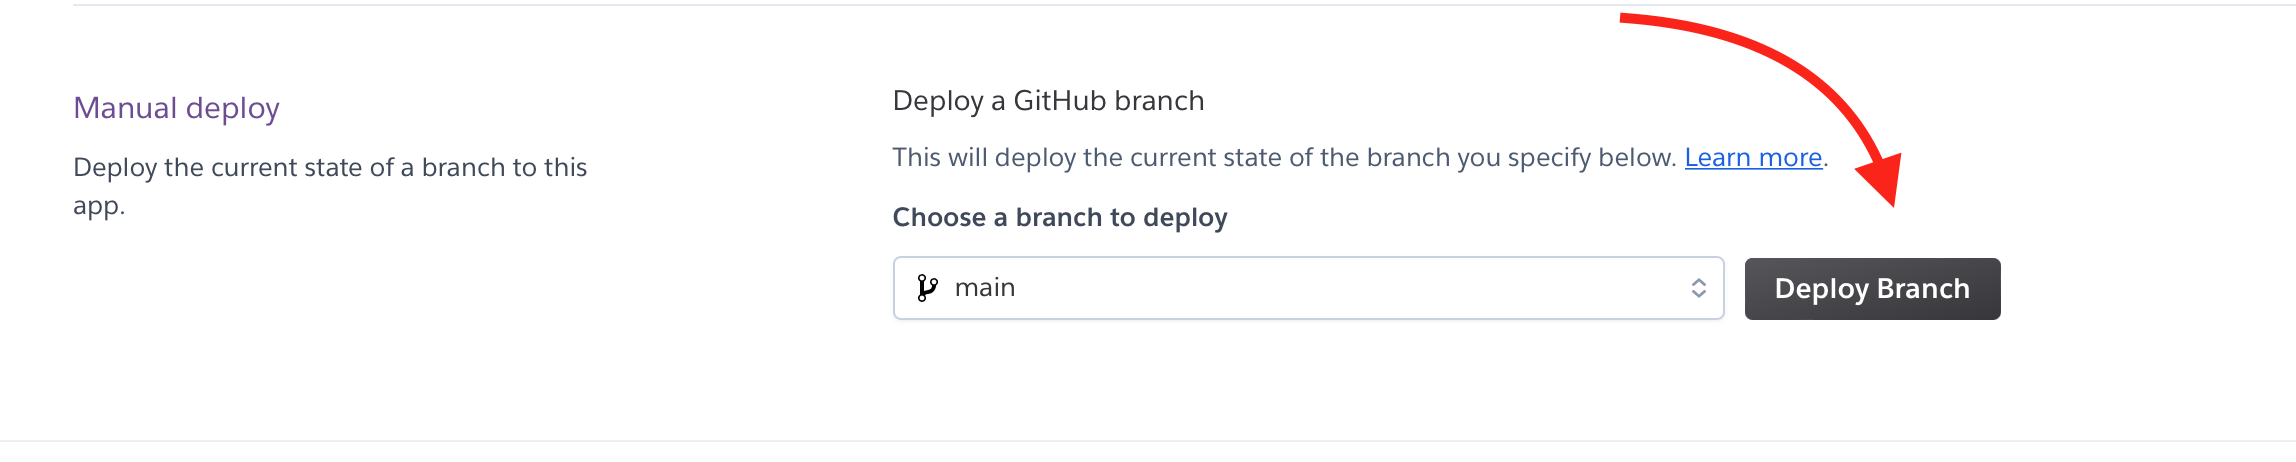 Manual deploy
Deploy the current state of a branch to this
app.
Deploy a GitHub branch
This will deploy the current state of the branch you specify below. Learn more.
Choose a branch to deploy
main
Deploy Branch